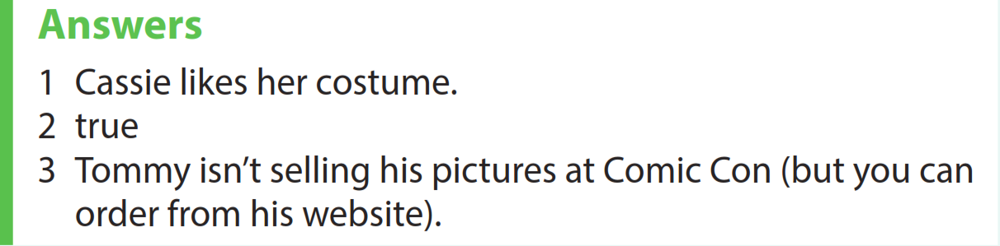 Answers
1 Cassie likes her costume.
2 true
3 Tommy isn’t selling his pictures at Comic Con (but you can
order from his website).